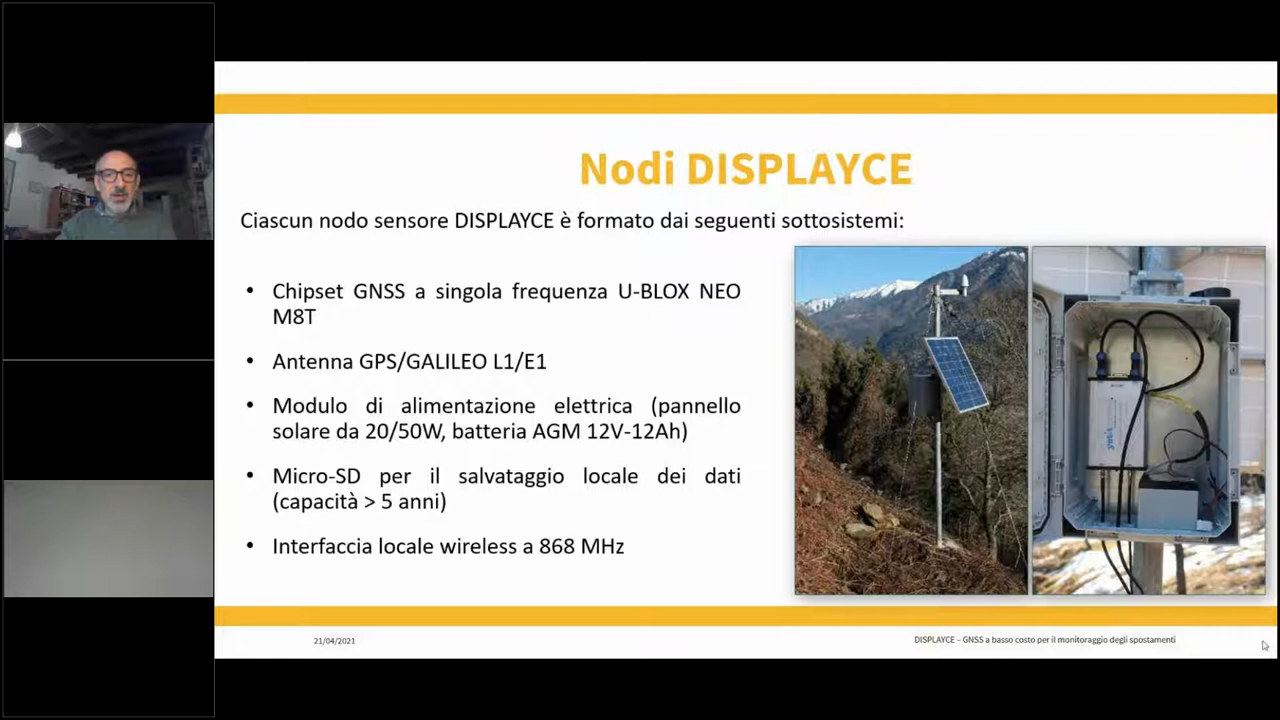 Nodi DISPLAYCE
Ciascun nodo sensore DISPLAYCE è formato dai seguenti sottosistemi:
• Chipset GNSS a singola frequenza U-BLOX NEO
M8T
• Antenna GPS/GALILEO L1/E1
• Modulo di alimentazione elettrica (pannello
solare da 20/50W, batteria AGM 12V-12Ah)
• Micro-SD per il salvataggio locale dei dati
(capacità > 5 anni)
• Interfaccia locale wireless a 868 MHz
21/04/2021
DISPLAYCE – GNSS a basso costo per il monitoraggio degli spostamenti